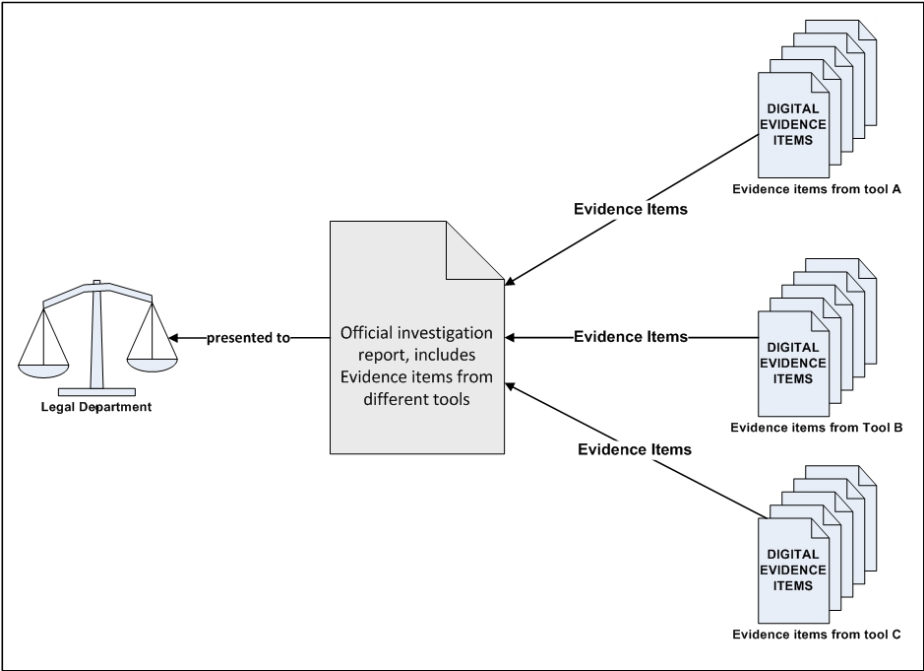 DIGITAL
EVIDENCE
ITEMS
Evidence items from tool A
Evidence Items
Official investigation
report, includes
Evidence items from
different tools
presented to
Legal Department
Evidence Items
DIGITAL
EVIDENCE
ITEMS
Evidence items from Tool B
Evidence Items
DIGITAL
EVIDENCE
ITEMS
Evidence items from tool C